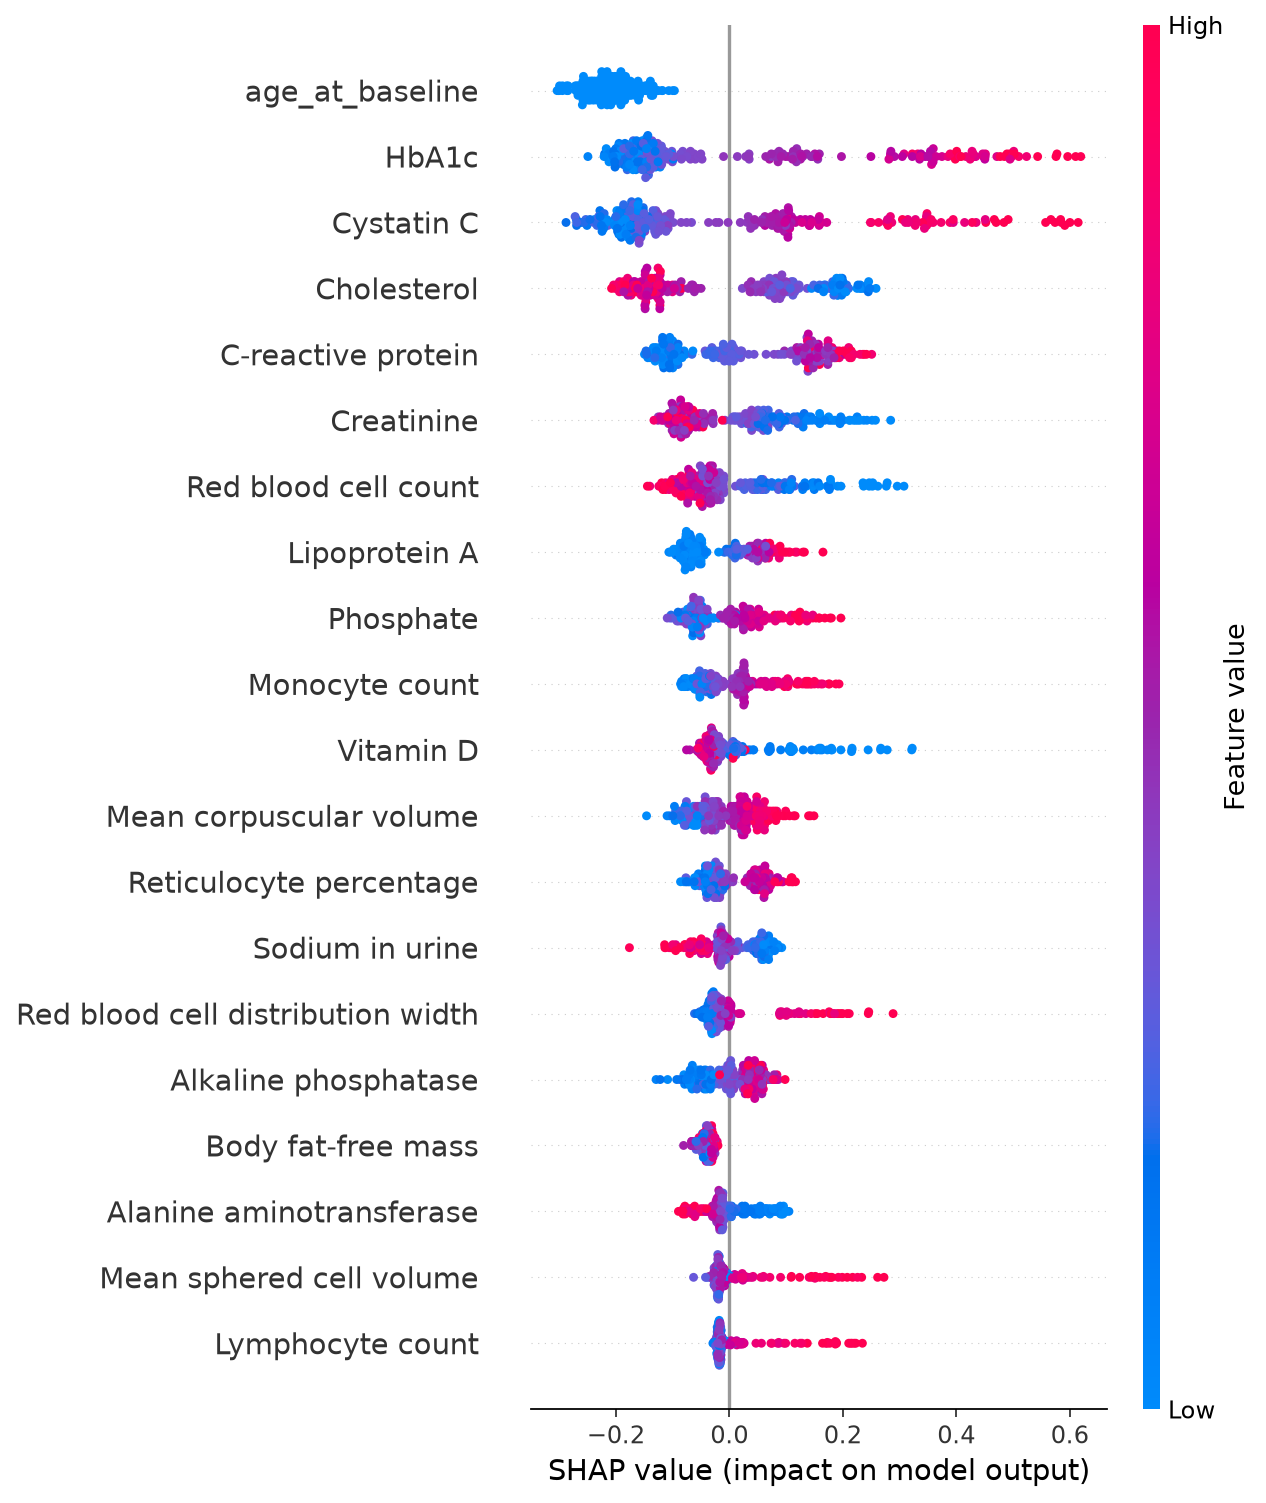 High
age_at_baseline
HbA1c
Cystatin C
Cholesterol
C-reactive protein
Creatinine
Red blood cell count
Lipoprotein A
Phosphate
Monocyte count
Vitamin D
Mean corpuscular volume
Reticulocyte percentage
Sodium in urine
Red blood cell distribution width
Alkaline phosphatase
Body fat-free mass
Alanine aminotransferase
Mean sphered cell volume
Lymphocyte count
Feature value
Low
−0.2 0.0 0.2 0.4 0.6
SHAP value (impact on model output)